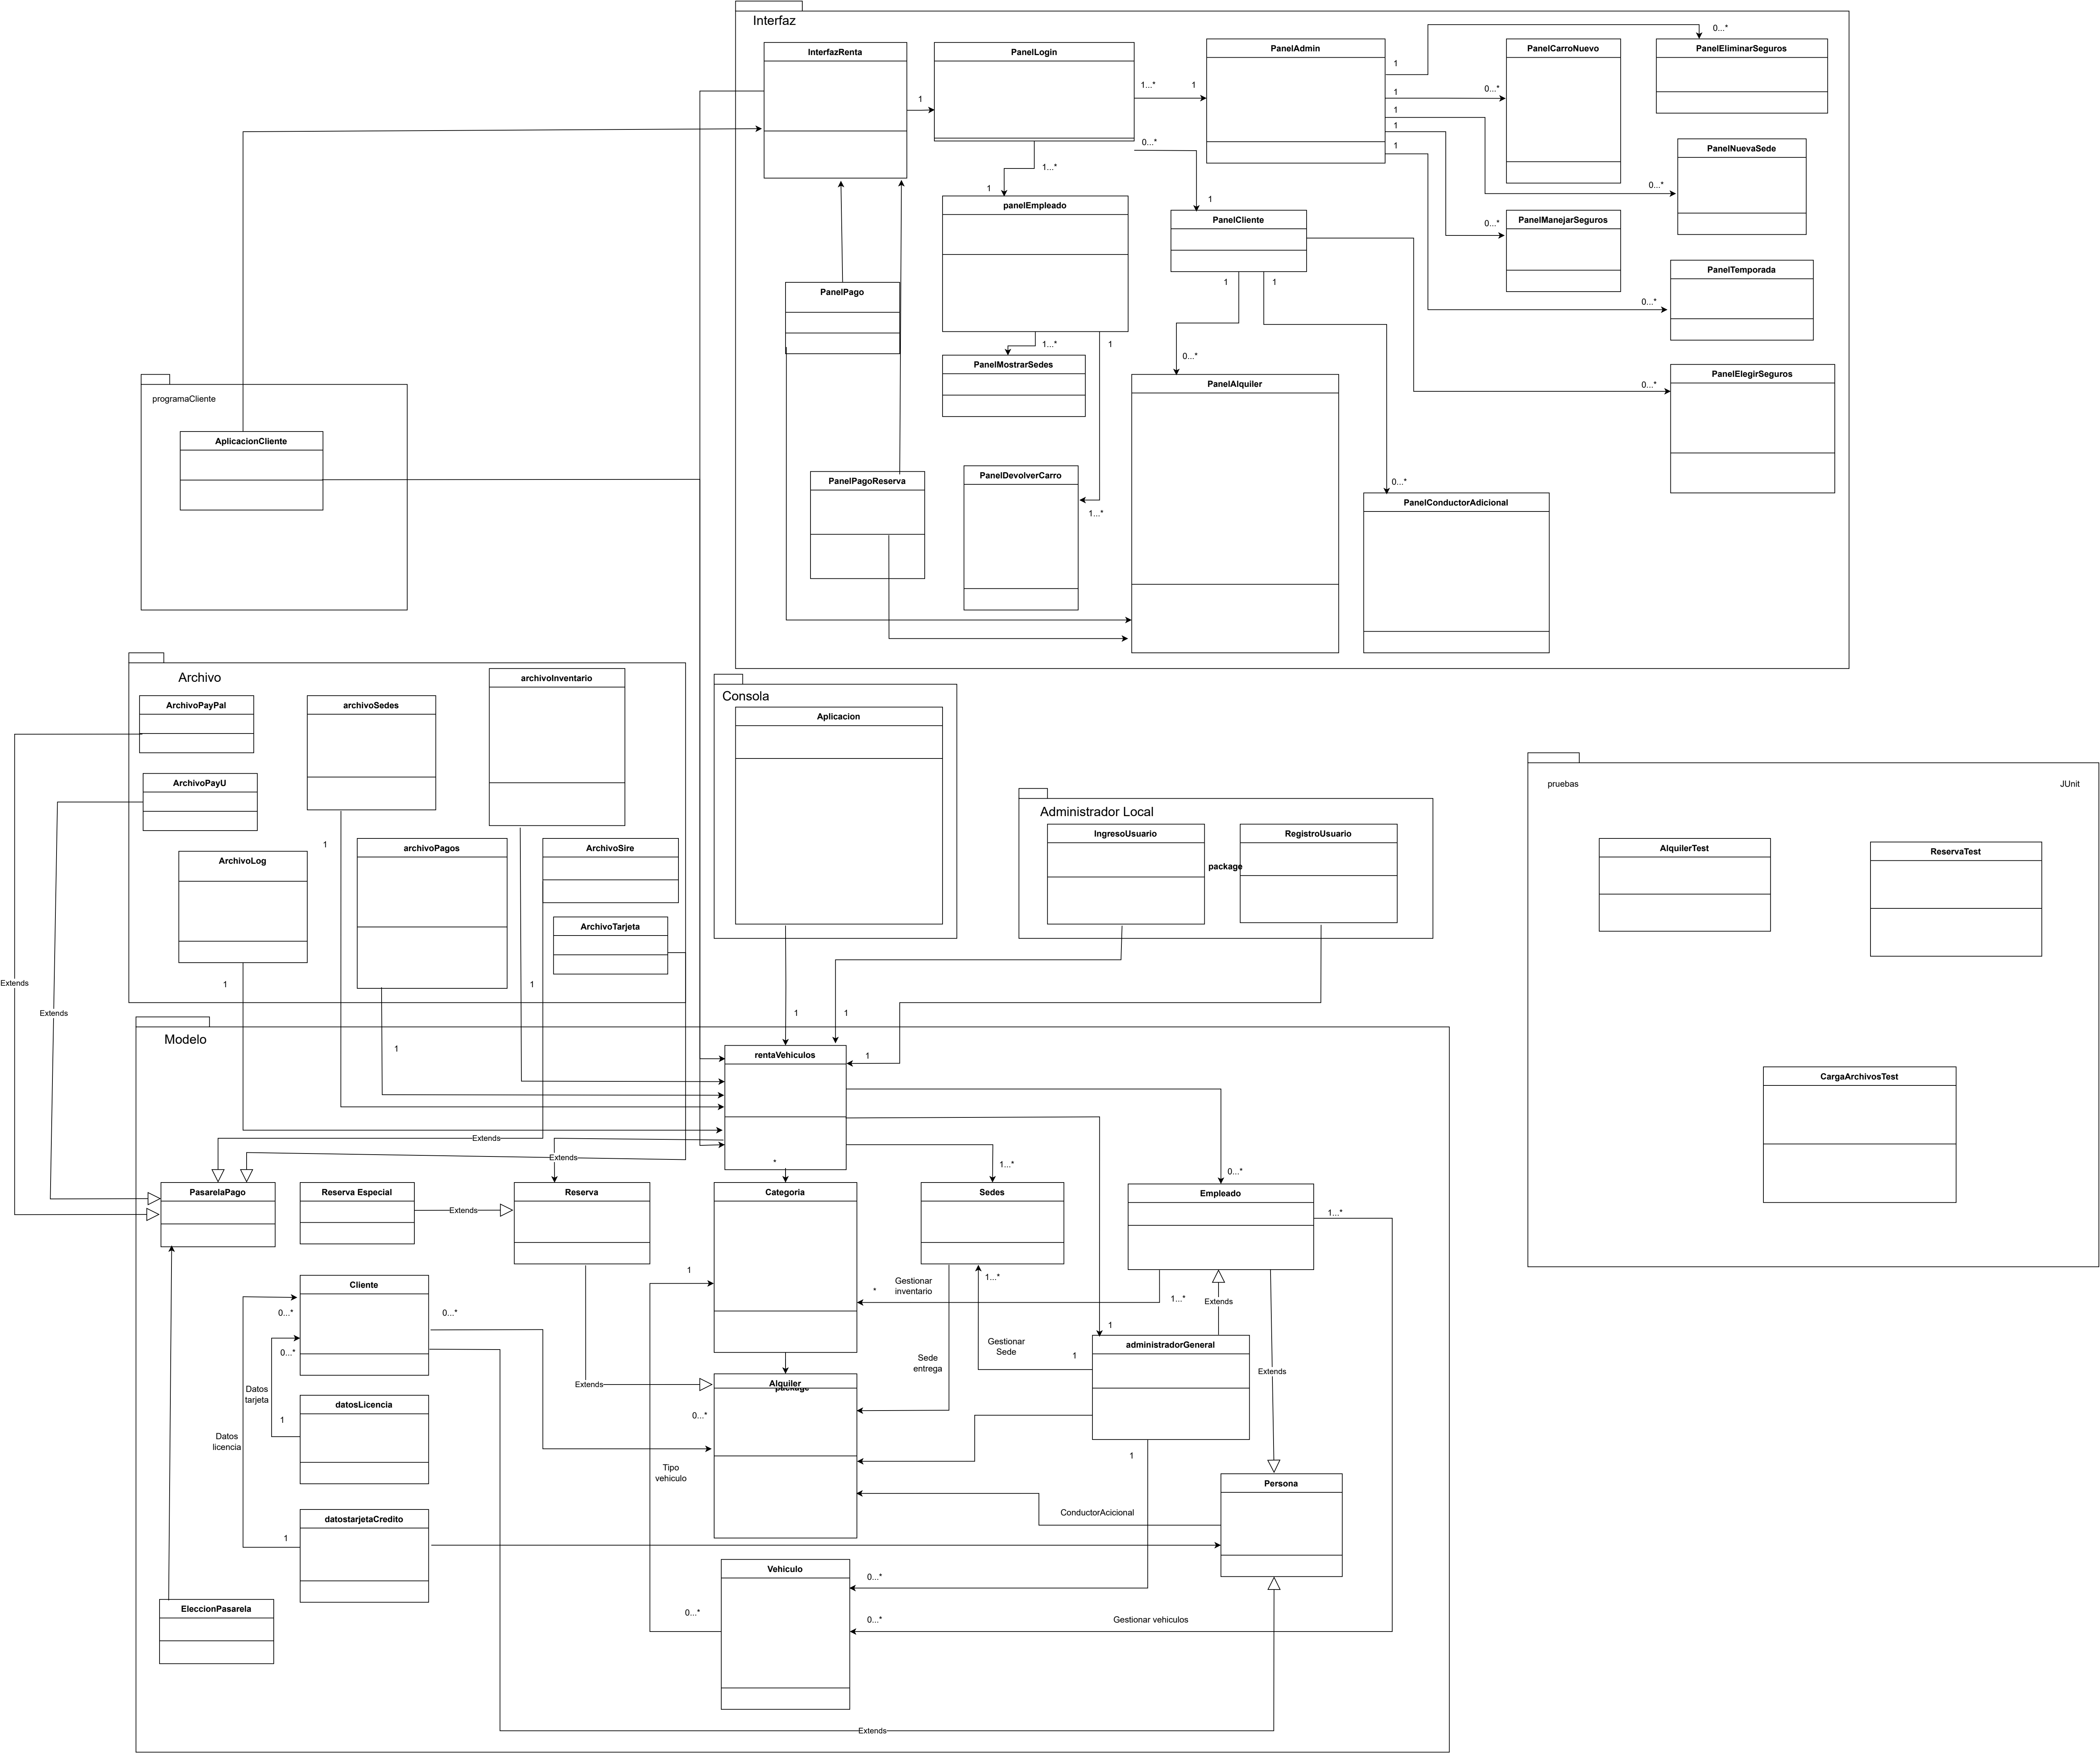 Interfaz
InterfazRenta
PanelLogin
PanelAdmin
PanelCarroNuevo
PanelEliminarSeguros
0...*
1
1
1...*
1
1
0...*
1
1
1
0...*
PanelNuevaSede
1...*
1
0...*
1
panelEmpleado
PanelCliente
PanelManejarSeguros
0...*
PanelTemporada
1
1
0...*
PanelPago
1...*
1
0...*
PanelMostrarSedes
PanelAlquiler
PanelElegirSeguros
0...*
programaCliente
AplicacionCliente
PanelPagoReserva
PanelDevolverCarro
0...*
PanelConductorAdicional
1...*
Archivo
archivoInventario
Consola
ArchivoPayPal
archivoSedes
Aplicacion
ArchivoPayU
pruebas
JUnit
Administrador Local
IngresoUsuario
RegistroUsuario
package
1
archivoPagos
ArchivoSire
AlquilerTest
ReservaTest
ArchivoLog
ArchivoTarjeta
Extends
1
1
Extends
1
1
Modelo
1
rentaVehiculos
1
CargaArchivosTest
Extends
Extends
*
1...*
0...*
PasarelaPago
Reserva Especial
Reserva
Categoria
Sedes
Empleado
Extends
1...*
1
Gestionar
inventario
1...*
Cliente
*
1...*
Extends
0...*
0...*
1
administradorGeneral
0...*
Gestionar
Sede
1
Sede
entrega
Extends
Datos
tarjeta
Extends
Alquiler
package
datosLicencia
1
0...*
Datos
licencia
1
Tipo
vehiculo
Persona
ConductorAcicional
datostarjetaCredito
1
Vehiculo
0...*
EleccionPasarela
0...*
0...*
Gestionar vehiculos
Extends